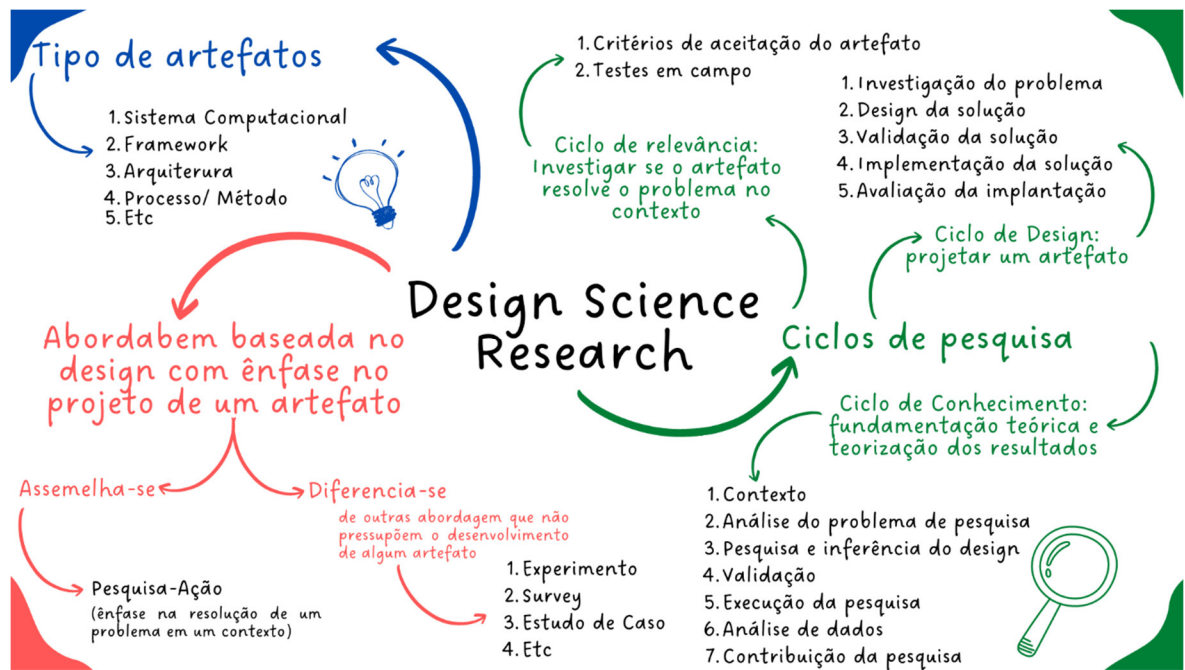 Tipo de artefatos
1. Sistema Computacional
2. Framework
3. Arquiterura
4. Processo/ Método
5. Etc
1. Critérios de aceitação do artefato
2. Testes em campo
Ciclo de relevância:
Investigar se o artefato
resolve o problema no
contexto
1. Investigação do problema
2. Design da solução
3. Validação da solução
4. Implementação da solução
5. Avaliação da implantação
Ciclo de Design:
projetar um artefato
Design Science
Research
Ciclos de pesquisa
Abordabem baseada no
design com ênfase no
projeto de um artefato
Assemelha-se
Pesquisa-Ação
(ênfase na resolução de um
problema em um contexto)
Diferencia-se
de outras abordagem que não
pressupõem o desenvolvimento
de algum artefato
1. Experimento
2. Survey
3. Estudo de Caso
4. Etc
Ciclo de Conhecimento:
fundamentação teórica e
teorização dos resultados
1. Contexto
2. Análise do problema de pesquisa
3. Pesquisa e inferência do design
4. Validação
5. Execução da pesquisa
6. Análise de dados
7. Contribuição da pesquisa